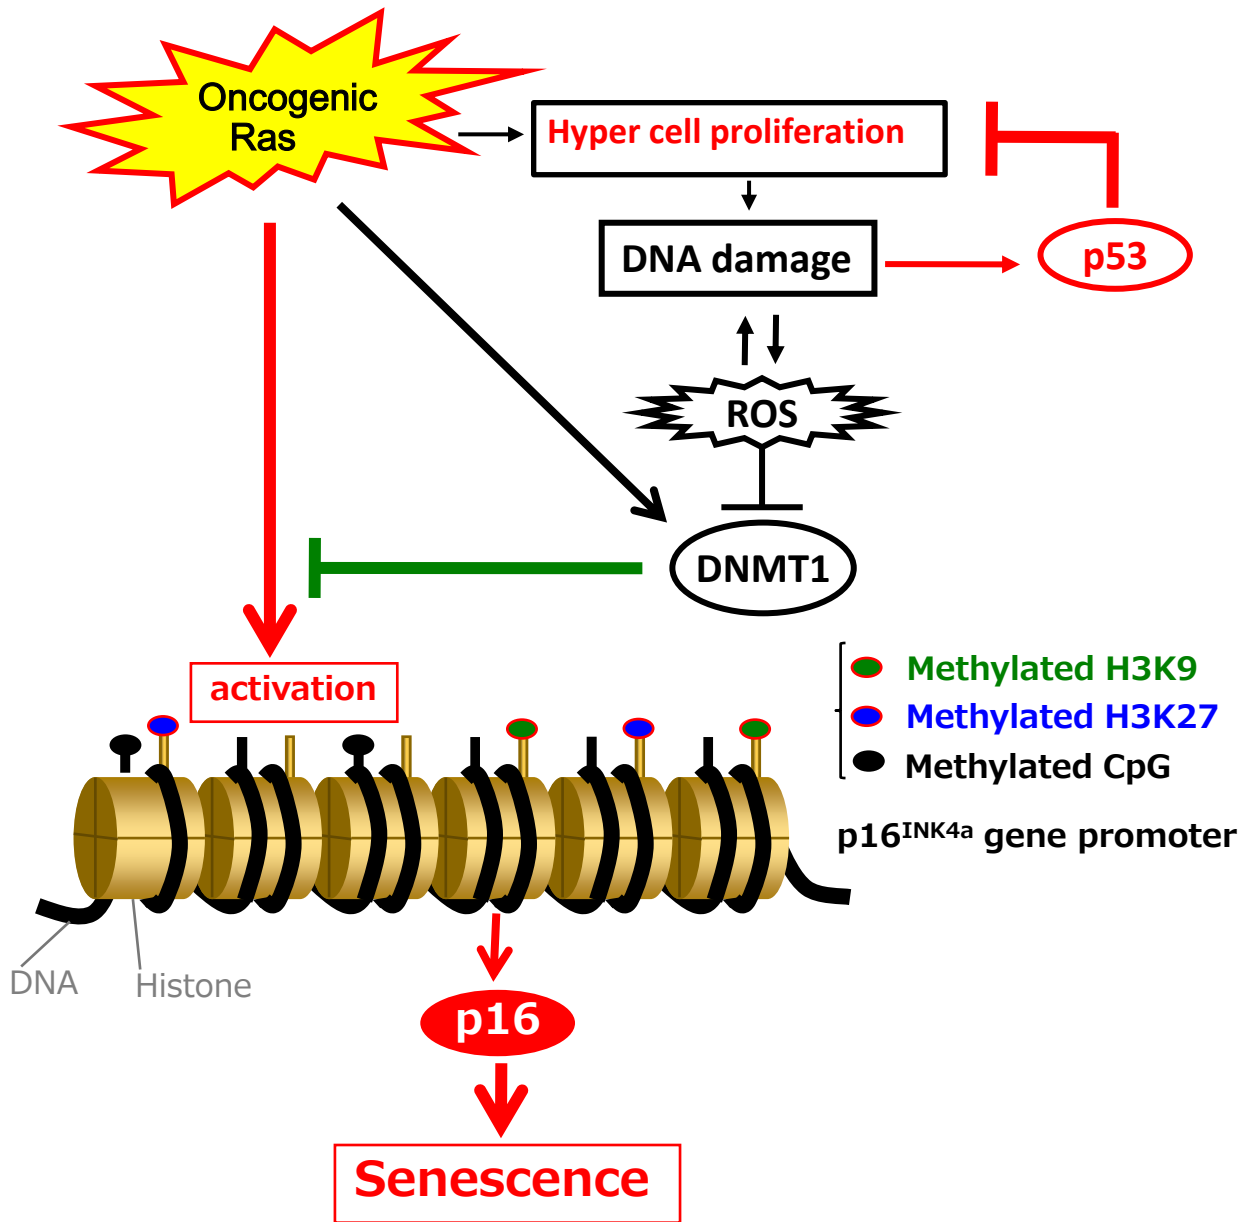 Oncogenic
Ras
Hyper cell proliferation
DNA damage
p53
ROS
DNMT1
activation
Methylated H3K9
Methylated H3K27
Methylated CpG
p16INK4a gene promoter
DNA
Histone
p16
Senescence